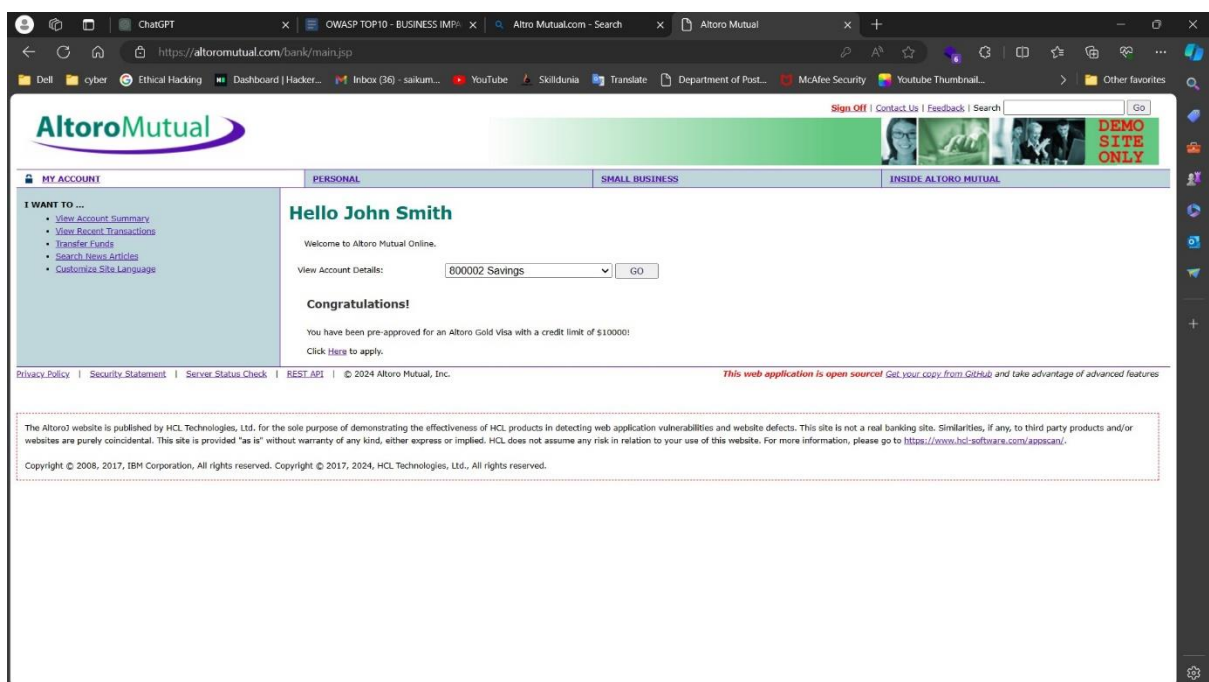 ChatGPT
OWASP TOP10 - BUSINESS IMPA
Altro Mutual.com - Search
Altoro Mutual
https://altoromutual.com/bank/main.jsp
Dell cyber Ethical Hacking Dashboard | Hacker... Inbox (36) - saikum... YouTube Skilldunia Translate Department of Post... McAfee Security Youtube Thumbnail... Other favorites
Sign Off | Contact Us | Feedback | Search Go
AltoroMutual
DEMO
SITE
ONLY
MY ACCOUNT PERSONAL SMALL BUSINESS INSIDE ALTORO MUTUAL
I WANT TO ...
View Account Summary
View Recent Transactions
Transfer Funds
Search News Articles
Customize Site Language
Hello John Smith
Welcome to Altoro Mutual Online.
View Account Details: 800002 Savings GO
Congratulations!
You have been pre-approved for an Altoro Gold Visa with a credit limit of $10000!
Click Here to apply.
Privacy Policy | Security Statement | Server Status Check | REST API | © 2024 Altoro Mutual, Inc. This web application is open source! Get your copy from GitHub and take advantage of advanced features
The AltoroJ website is published by HCL Technologies, Ltd. for the sole purpose of demonstrating the effectiveness of HCL products in detecting web application vulnerabilities and website defects. This site is not a real banking site. Similarities, if any, to third party products and/or
websites are purely coincidental. This site is provided "as is" without warranty of any kind, either express or implied. HCL does not assume any risk in relation to your use of this website. For more information, please go to https://www.hcl-software.com/appscan/.
Copyright © 2008, 2017, IBM Corporation, All rights reserved. Copyright © 2017, 2024, HCL Technologies, Ltd., All rights reserved.